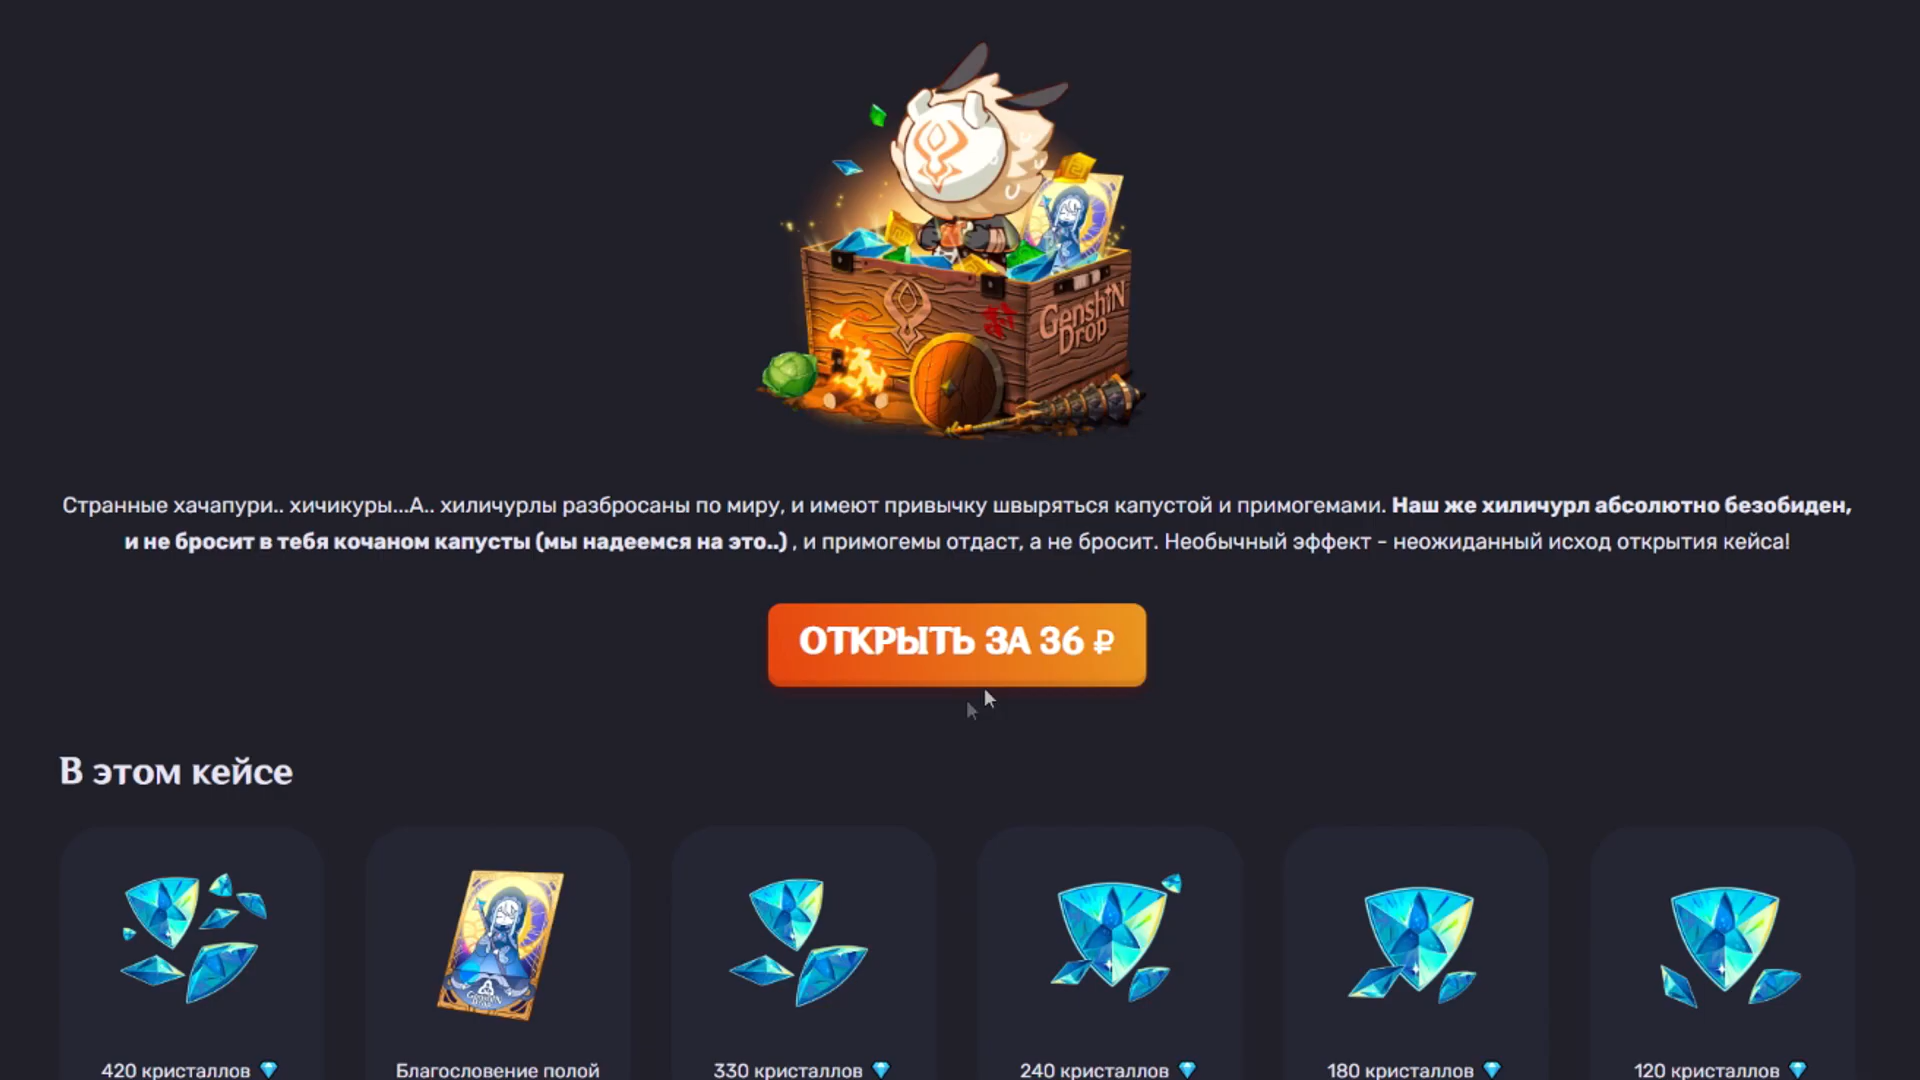 Genshin
Drop
Странные хачапури.. хичикуры...А.. хиличурлы разбросаны по миру, и имеют привычку швыряться капустой и примогемами. Наш же хиличурл абсолютно безобиден,
и не бросит в тебя кочаном капусты (мы надеемся на это..) , и примогемы отдаст, а не бросит. Необычный эффект - неожиданный исход открытия кейса!
ОТКРЫТЬ ЗА 36 ₽
В этом кейсе
Genshin
Drop
420 кристаллов
Благословение полой
330 кристаллов
240 кристаллов
180 кристаллов
120 кристаллов